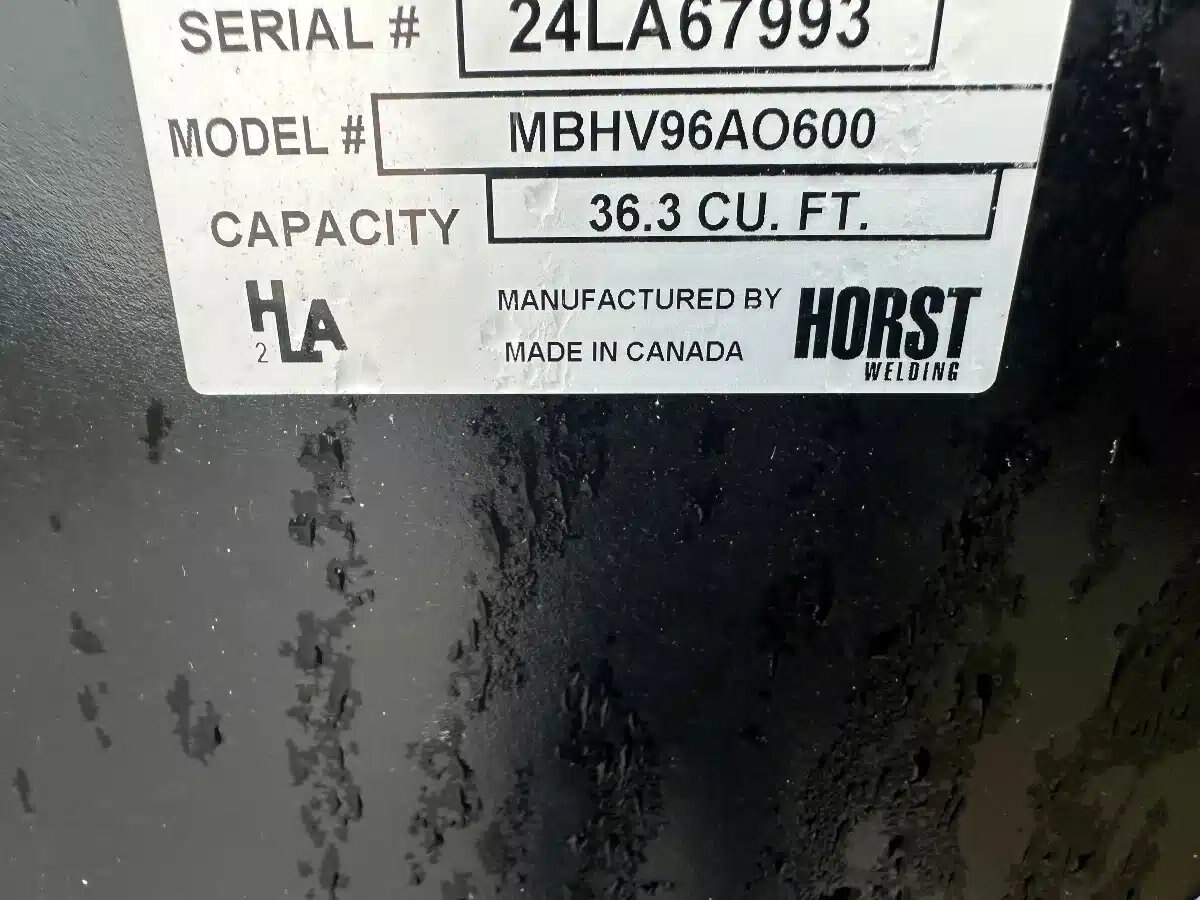 SERIAL # 24LA67993
MODEL # MBHV96AO600
CAPACITY 36.3 CU. FT.
HLA
2
MANUFACTURED BY HORST
MADE IN CANADA WELDING